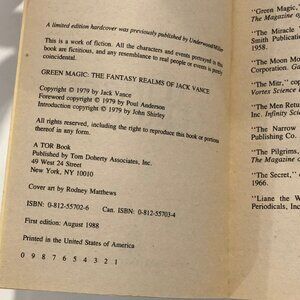 A limited edition hardcover was previously published by Underwood/Miller
This is a work of fiction. All the characters and events portrayed in this
book are fictitious, and any resemblance to real people or events is purely
coincidental.
GREEN MAGIC: THE FANTASY REALMS OF JACK VANCE
Copyright © 1979 by Jack Vance
Foreword copyright © 1979 by Poul Anderson
Introduction copyright © 1979 by John Shirley
All rights reserved, including the right to reproduce this book or portions
thereof in any form.
A TOR Book
Published by Tom Doherty Associates, Inc.
49 West 24 Street
New York, NY 10010
Cover art by Rodney Matthews
ISBN: 0-812-55702-6 Can. ISBN: 0-812-55703-4
First edition: August 1988
Printed in the United States of America
0 9 8 7 6 5 4 3 2 1
"Green Magic,"
The Magazine
"The Miracle
Smith Publication
1958.
"The Moon Mo
Corporation.
"The Mitr,"
Vortex Science
"The Men Retu
Inc. Infinity Scien
"The Narrow
Publishing Co.
"The Pilgrims,
The Magazine
"The Secret,"
1966.
"Liane the W
Periodicals, Inc